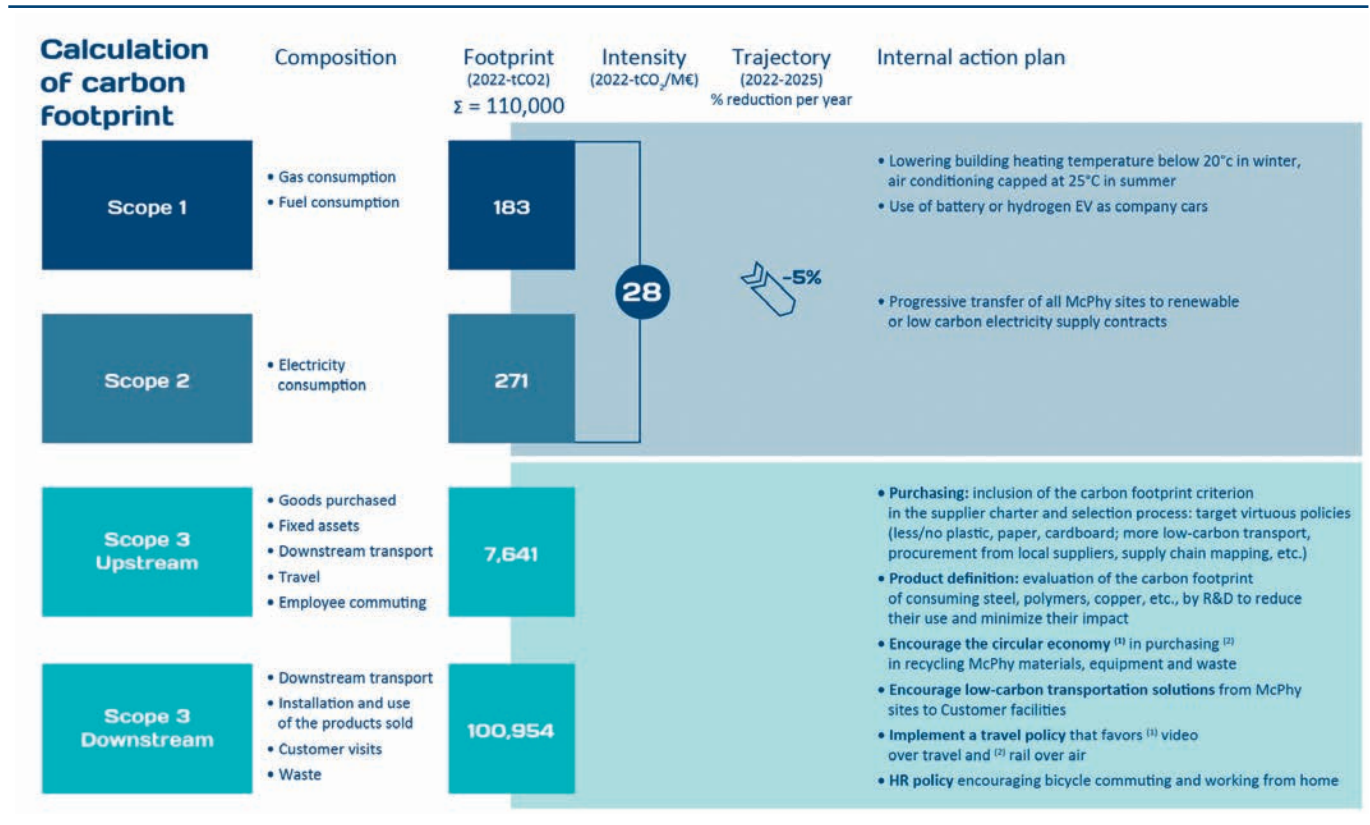 Calculation
of carbon
footprint
Composition
Footprint
(2022-tCO2)
Σ = 110,000
Intensity
(2022-tCO₂/M€)
Trajectory
(2022-2025)
% reduction per year
Internal action plan
Scope 1
• Gas consumption
• Fuel consumption
183
• Lowering building heating temperature below 20°c in winter,
air conditioning capped at 25°C in summer
• Use of battery or hydrogen EV as company cars
28
-5%
Scope 2
• Electricity
consumption
271
• Progressive transfer of all McPhy sites to renewable
or low carbon electricity supply contracts
Scope 3
Upstream
• Goods purchased
• Fixed assets
• Downstream transport
• Travel
• Employee commuting
7,641
• Purchasing: inclusion of the carbon footprint criterion
in the supplier charter and selection process: target virtuous policies
(less/no plastic, paper, cardboard; more low-carbon transport,
procurement from local suppliers, supply chain mapping, etc.)
• Product definition: evaluation of the carbon footprint
of consuming steel, polymers, copper, etc., by R&D to reduce
their use and minimize their impact
• Encourage the circular economy (1) in purchasing (2)
in recycling McPhy materials, equipment and waste
Scope 3
Downstream
• Downstream transport
• Installation and use
of the products sold
• Customer visits
• Waste
100,954
• Encourage low-carbon transportation solutions from McPhy
sites to Customer facilities
• Implement a travel policy that favors (1) video
over travel and (2) rail over air
• HR policy encouraging bicycle commuting and working from home